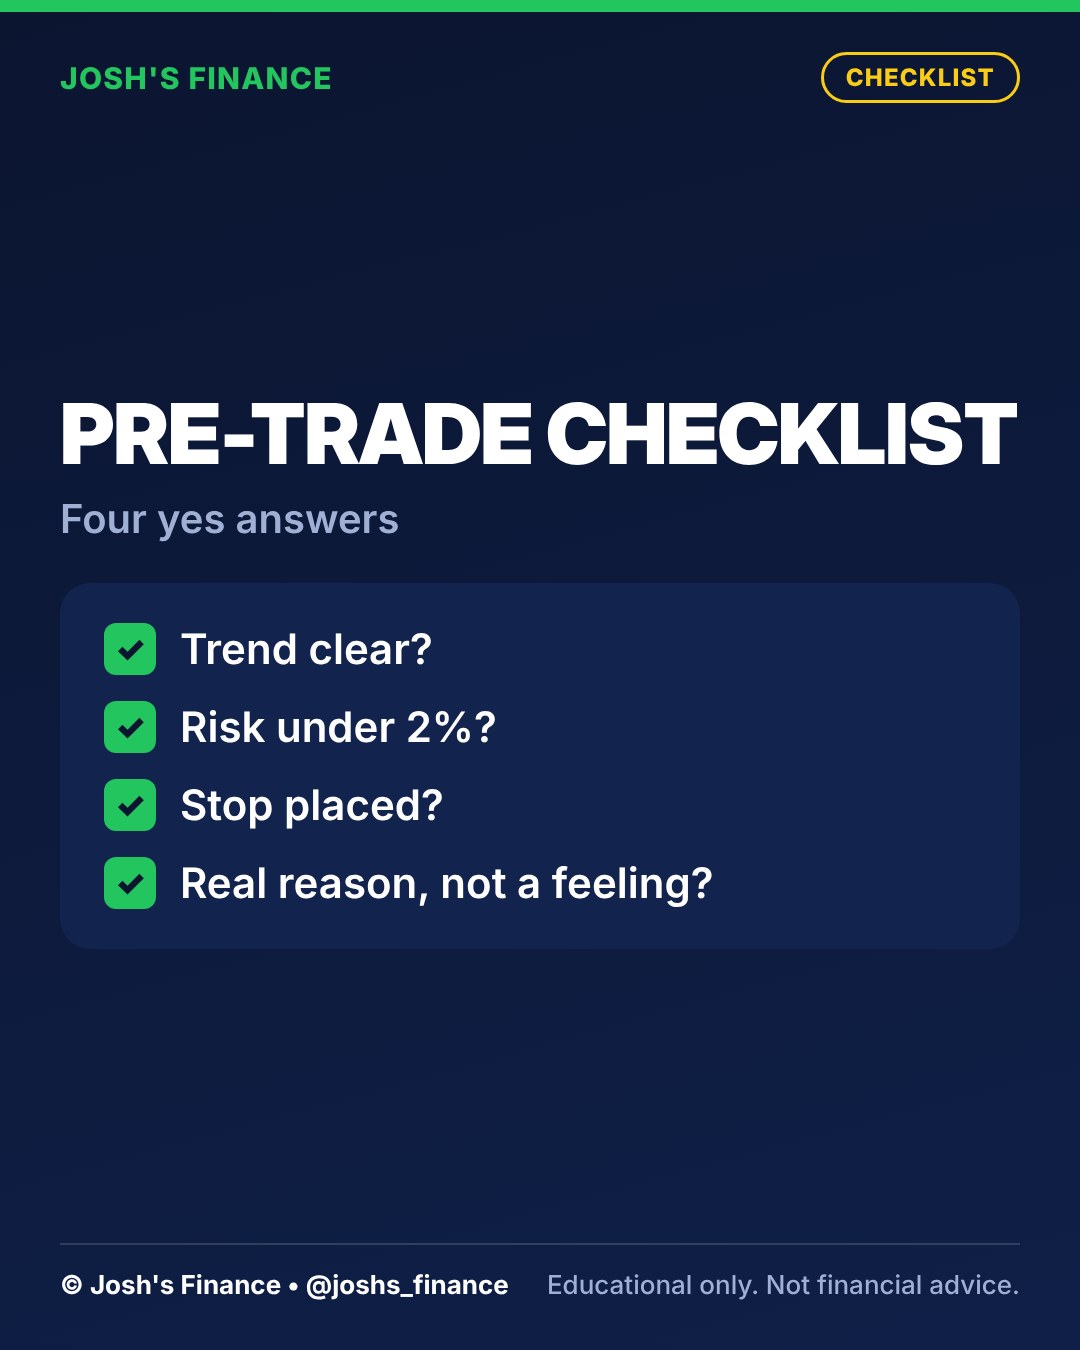 JOSH'S FINANCE
CHECKLIST
PRE-TRADE CHECKLIST
Four yes answers
Trend clear?
Risk under 2%?
Stop placed?
Real reason, not a feeling?
© Josh's Finance • @joshs_finance
Educational only. Not financial advice.